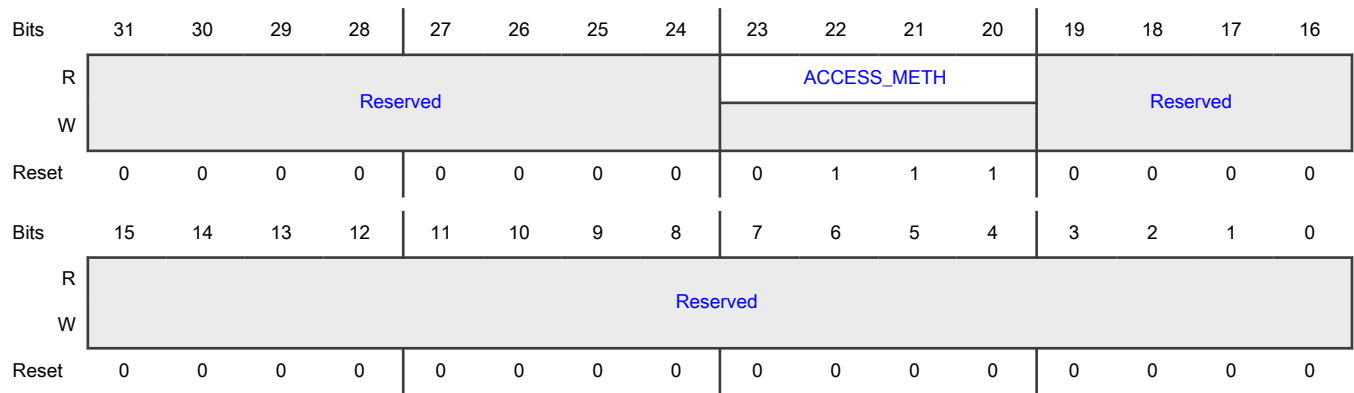 Bits 31 30 29 28 27 26 25 24 23 22 21 20 19 18 17 16
R ACCESS_METH
Reserved Reserved
W
Reset 0 0 0 0 0 0 0 0 0 1 1 1 0 0 0 0
Bits 15 14 13 12 11 10 9 8 7 6 5 4 3 2 1 0
R
Reserved
W
Reset 0 0 0 0 0 0 0 0 0 0 0 0 0 0 0 0